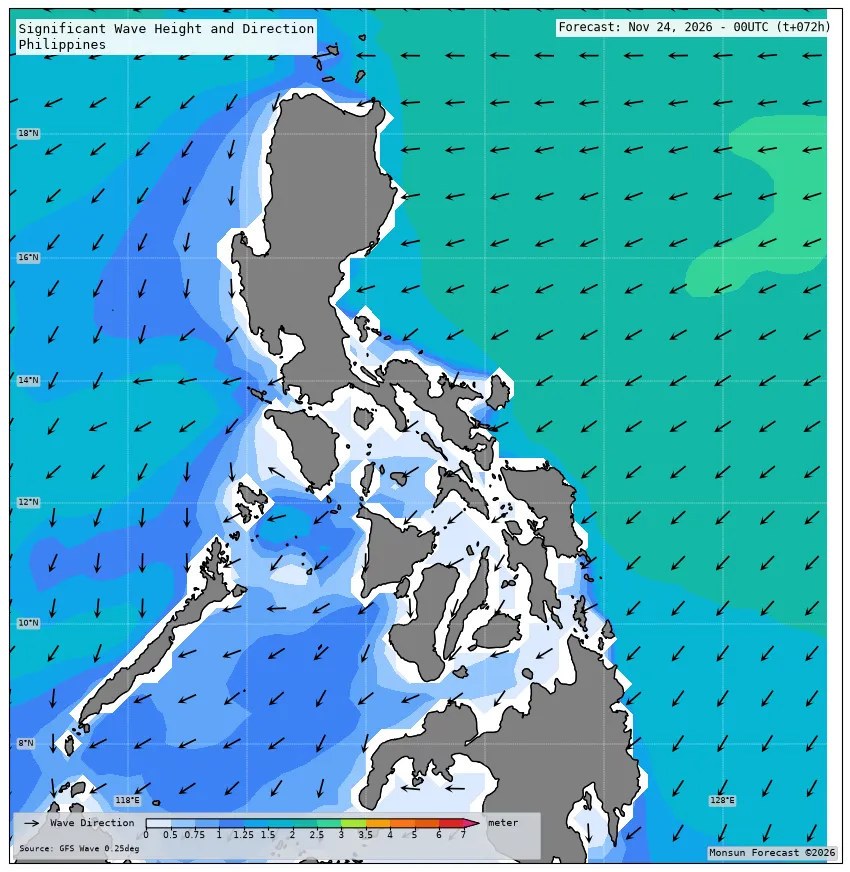 Significant Wave Height and Direction
Philippines
Forecast: Nov 24, 2026 - 00UTC (t+072h)
18°N
16°N
14°N
12°N
10°N
8°N
118°E
128°E
Wave Direction
0 0.5 0.75 1 1.25 1.5 2 2.5 3 3.5 4 5 6 7
meter
Source: GFS Wave 0.25deg
Monsun Forecast ©2026